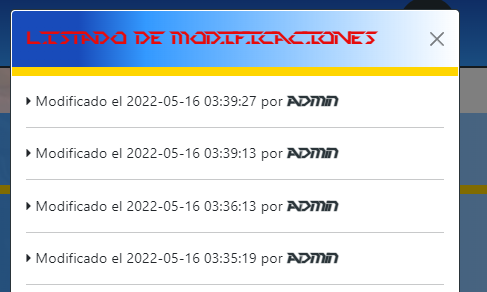 LISTADO DE MODIFICACIONES
Modificado el 2022-05-16 03:39:27 por ADMIN
Modificado el 2022-05-16 03:39:13 por ADMIN
Modificado el 2022-05-16 03:36:13 por ADMIN
Modificado el 2022-05-16 03:35:19 por ADMIN